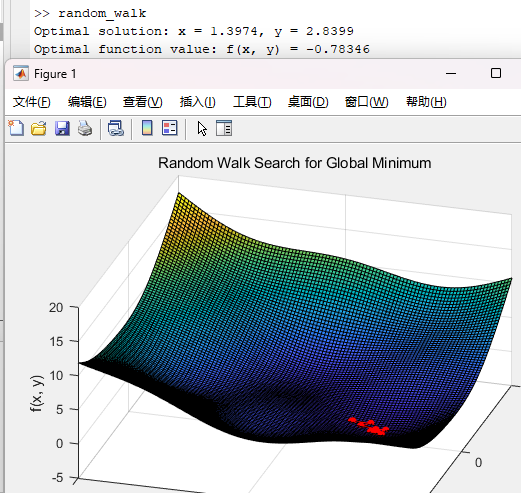 >> random_walk
Optimal solution: x = 1.3974, y = 2.8399
Optimal function value: f(x, y) = -0.78346
Figure 1
文件(F) 编辑(E) 查看(V) 插入(I) 工具(T) 桌面(D) 窗口(W) 帮助(H)
Random Walk Search for Global Minimum
20
15
10
5
0
-5
f(x, y)
0